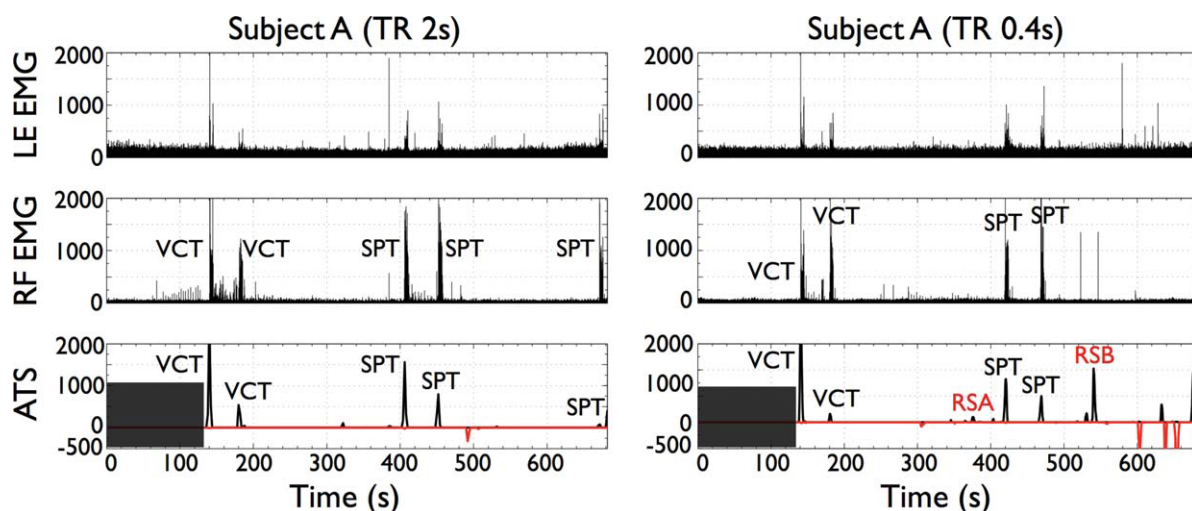 Subject A (TR 2s)
Subject A (TR 0.4s)
LE EMG
2000
1000
0
2000
1000
0
RF EMG
2000
1000
0
VCT
VCT
SPT
SPT
SPT
2000
1000
0
VCT
VCT
SPT
SPT
ATS
2000
1000
0
-500
VCT
VCT
SPT
SPT
SPT
0 100 200 300 400 500 600
Time (s)
2000
1000
0
-500
VCT
VCT
RSA
SPT
SPT
RSB
0 100 200 300 400 500 600
Time (s)